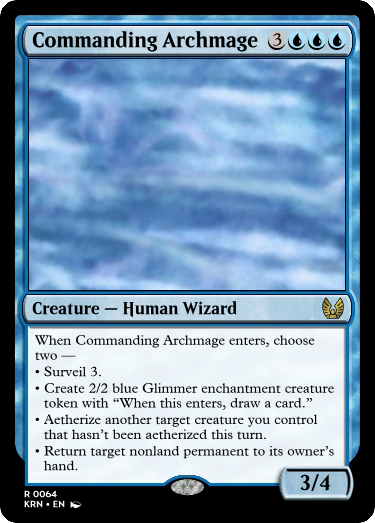 Commanding Archmage 3
Creature — Human Wizard
When Commanding Archmage enters, choose
two —
• Surveil 3.
• Create 2/2 blue Glimmer enchantment creature
token with “When this enters, draw a card.”
• Aetherize another target creature you control
that hasn’t been aetherized this turn.
• Return target nonland permanent to its owner’s
hand.
3/4
R 0064
KRN • EN